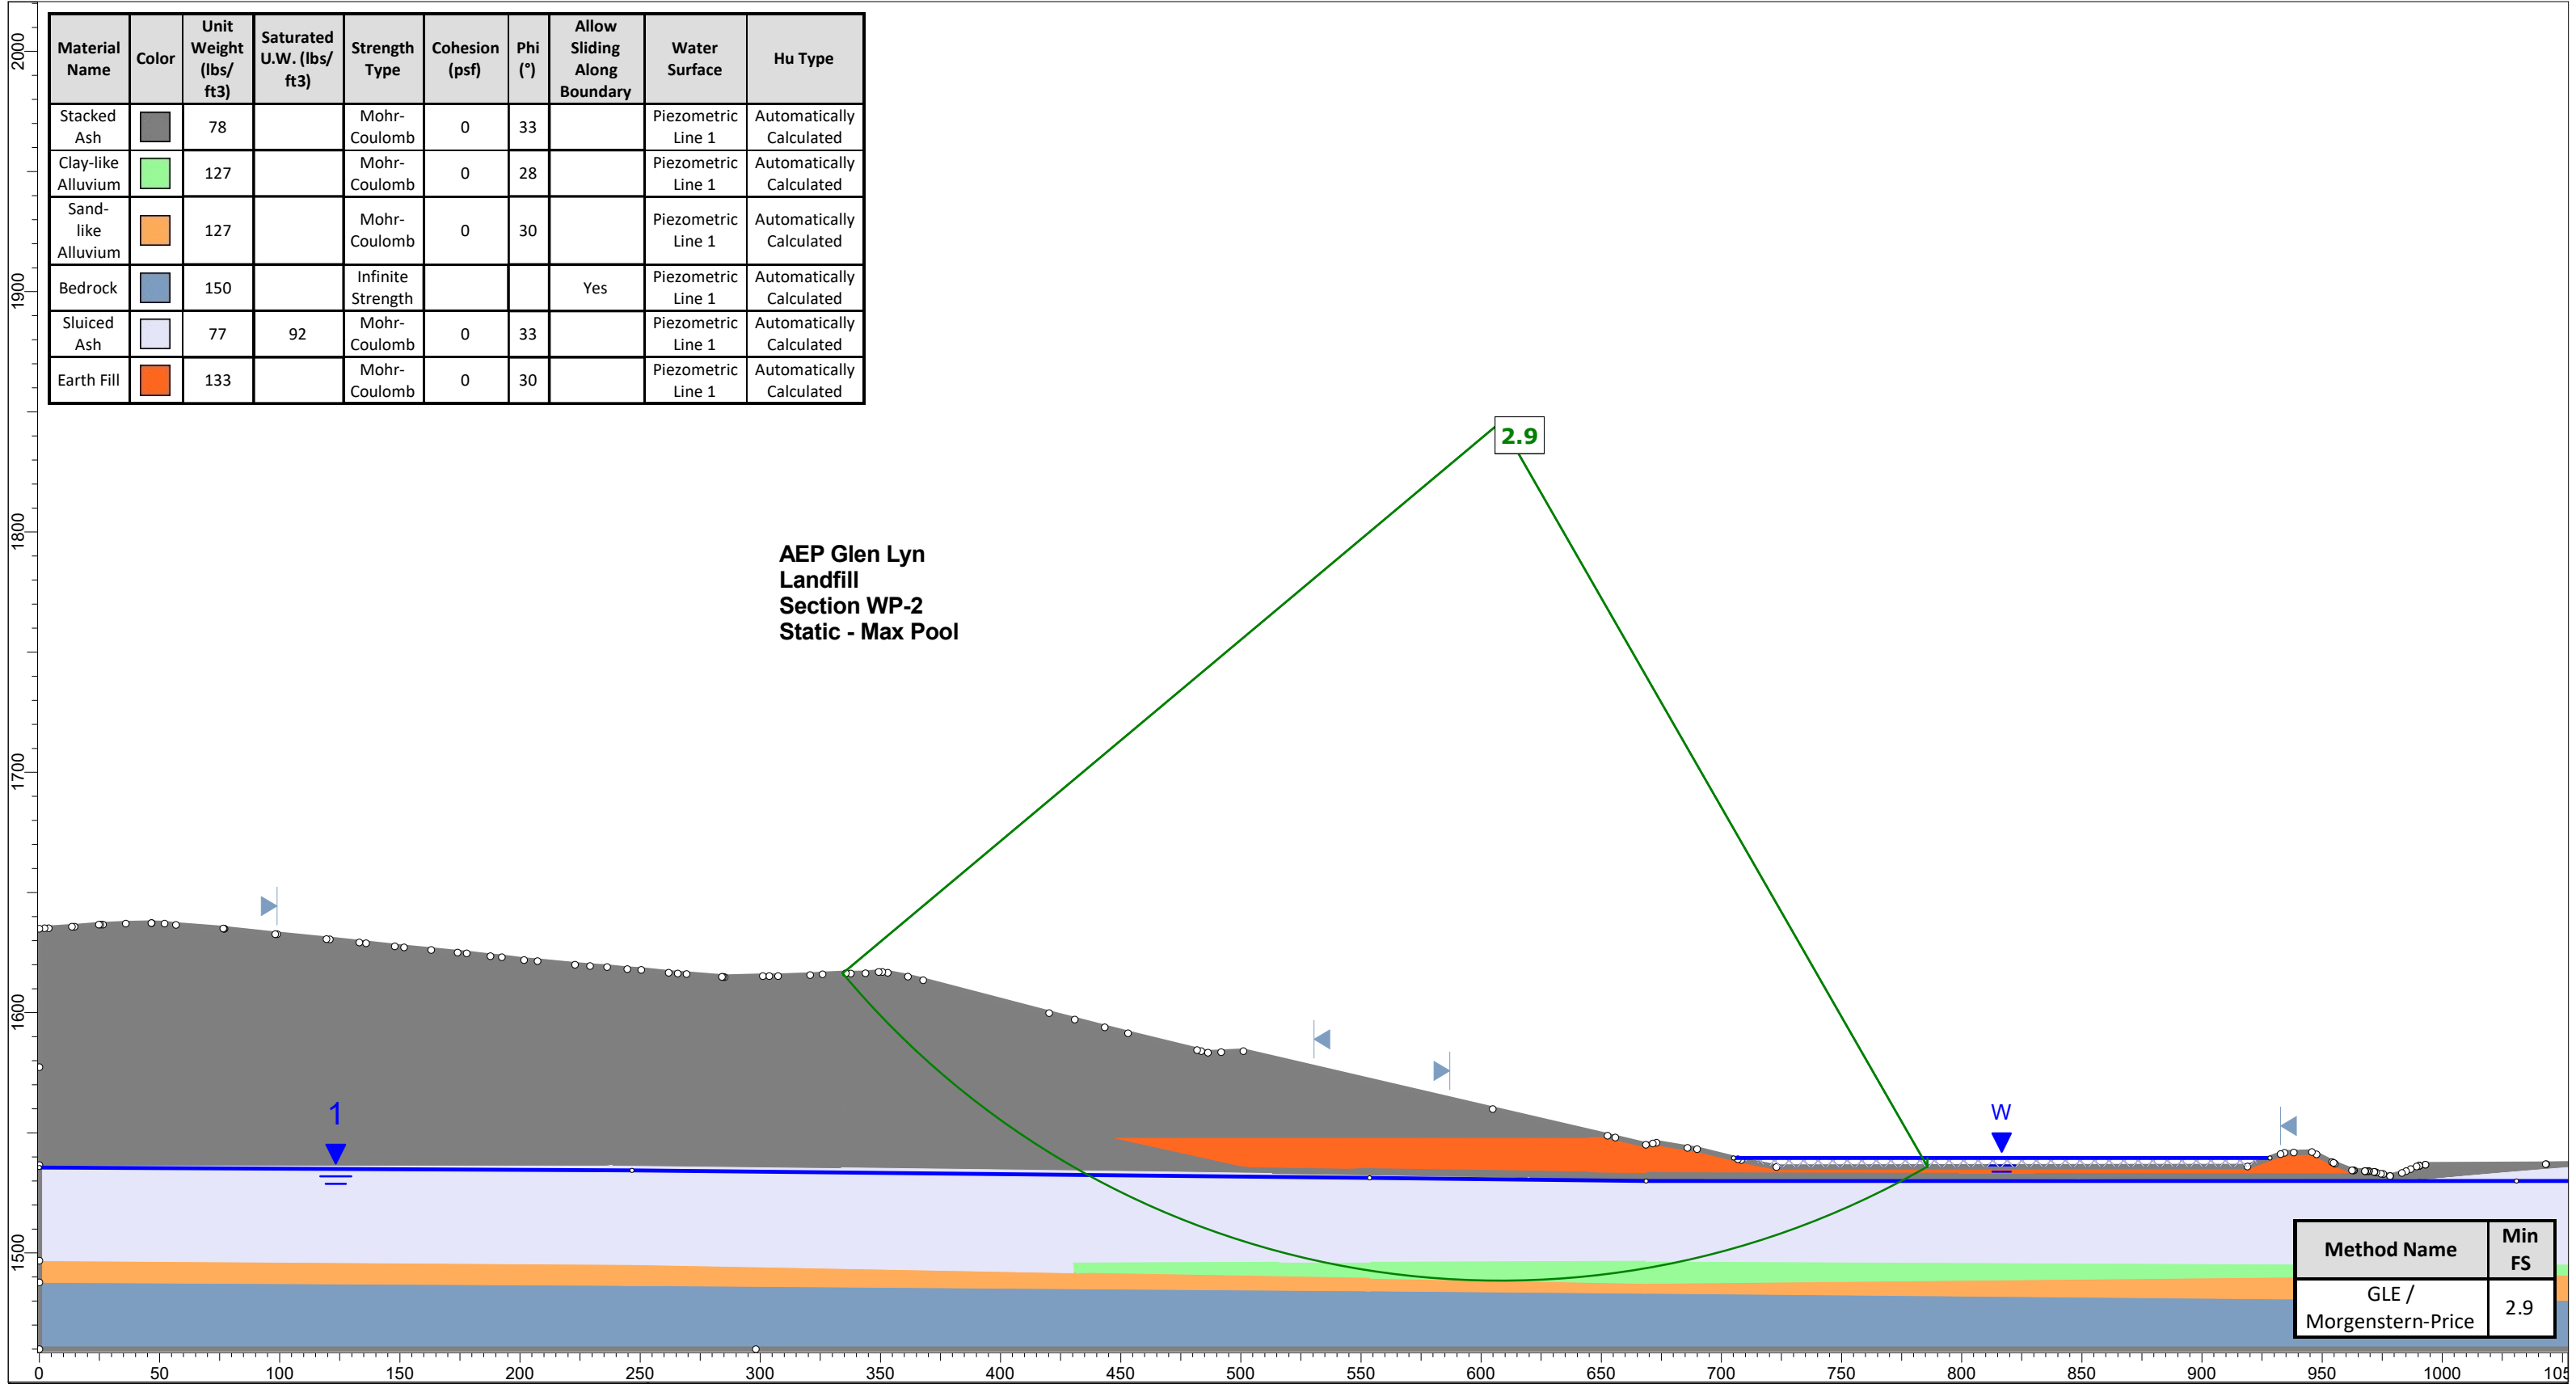 Material Name
Color
Unit Weight (lbs/ ft3)
Saturated U.W. (lbs/ ft3)
Strength Type
Cohesion (psf)
Phi (°)
Allow Sliding Along Boundary
Water Surface
Hu Type
Stacked Ash 78 Mohr-Coulomb 0 33 Piezometric Line 1 Automatically Calculated
Clay-like Alluvium 127 Mohr-Coulomb 0 28 Piezometric Line 1 Automatically Calculated
Sand-like Alluvium 127 Mohr-Coulomb 0 30 Piezometric Line 1 Automatically Calculated
Bedrock 150 Infinite Strength Yes Piezometric Line 1 Automatically Calculated
Sluiced Ash 77 92 Mohr-Coulomb 0 33 Piezometric Line 1 Automatically Calculated
Earth Fill 133 Mohr-Coulomb 0 30 Piezometric Line 1 Automatically Calculated
2000
1900
1800
1700
1600
1500
2.9
AEP Glen Lyn
Landfill
Section WP-2
Static - Max Pool
1
W
Method Name Min FS
GLE / Morgenstern-Price 2.9
0 50 100 150 200 250 300 350 400 450 500 550 600 650 700 750 800 850 900 950 1000